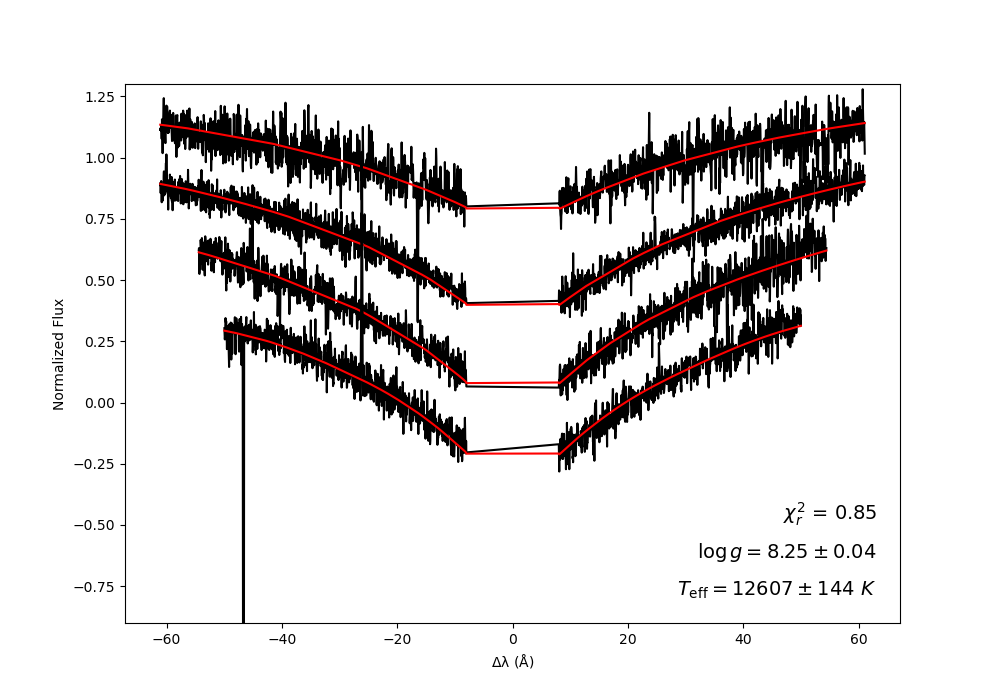 1.25
1.00
0.75
0.50
0.25
0.00
−0.25
−0.50
−0.75
Normalized Flux
χ²ᵣ = 0.85
log g = 8.25 ± 0.04
T_eff = 12607 ± 144 K
−60 −40 −20 0 20 40 60
Δλ (Å)